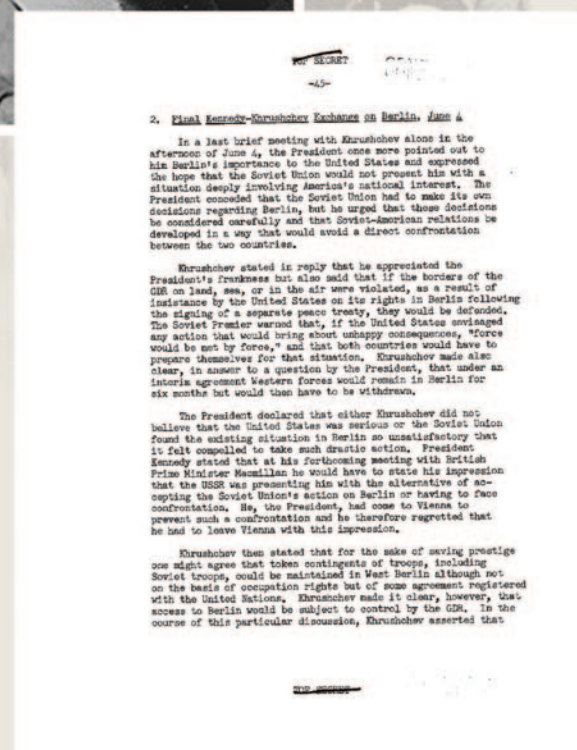 TOP SECRET
-45-
2. Final Kennedy-Khrushchev Exchange on Berlin, June 4
In a last brief meeting with Khrushchev alone in the
afternoon of June 4, the President once more pointed out to
him Berlin's importance to the United States and expressed
the hope that the Soviet Union would not present him with a
situation deeply involving America's national interest. The
President conceded that the Soviet Union had to make its own
decisions regarding Berlin, but he urged that these decisions
be considered carefully and that Soviet-American relations be
developed in a way that would avoid a direct confrontation
between the two countries.
Khrushchev stated in reply that he appreciated the
President's frankness but also said that if the borders of the
GDR on land, sea, or in the air were violated, as a result of
insistance by the United States on its rights in Berlin following
the signing of a separate peace treaty, they would be defended.
The Soviet Premier warned that, if the United States envisaged
any action that would bring about unhappy consequences, "force
would be met by force," and that both countries would have to
prepare themselves for that situation. Khrushchev made also
clear, in answer to a question by the President, that under an
interim agreement Western forces would remain in Berlin for
six months but would then have to be withdrawn.
The President declared that either Khrushchev did not
believe that the United States was serious or the Soviet Union
found the existing situation in Berlin so unsatisfactory that
it felt compelled to take such drastic action. President
Kennedy stated that at his forthcoming meeting with British
Prime Minister Macmillan he would have to state his impression
that the USSR was presenting him with the alternative of ac-
cepting the Soviet Union's action on Berlin or having to face
confrontation. He, the President, had come to Vienna to
prevent such a confrontation and he therefore regretted that
he had to leave Vienna with this impression.
Khrushchev then stated that for the sake of saving prestige
one might agree that token contingents of troops, including
Soviet troops, could be maintained in West Berlin although not
on the basis of occupation rights but of some agreement registered
with the United Nations. Khrushchev made it clear, however, that
access to Berlin would be subject to control by the GDR. In the
course of this particular discussion, Khrushchev asserted that
TOP SECRET